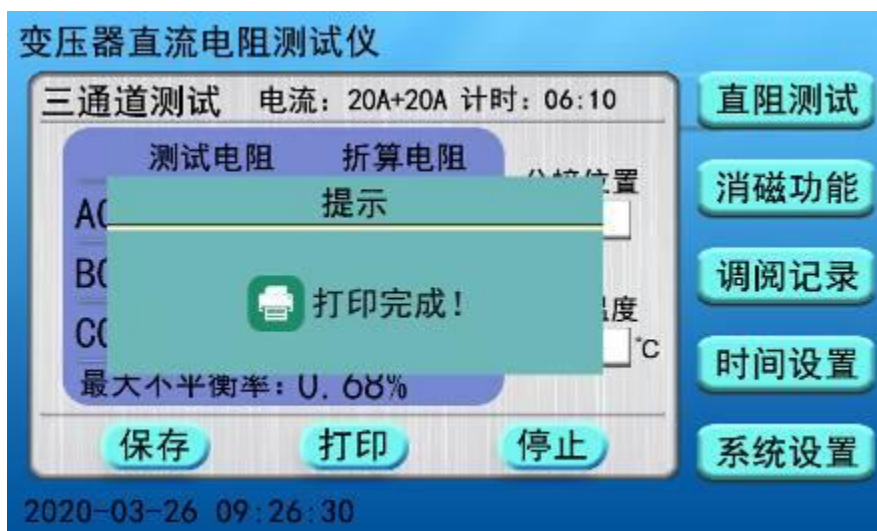 变压器直流电阻测试仪
三通道测试 电流：20A+20A 计时：06:10
测试电阻 折算电阻
提示
打印完成！
最大不平衡率：0.68%
℃
保存 打印 停止
直阻测试
消磁功能
调阅记录
时间设置
系统设置
2020-03-26 09:26:30